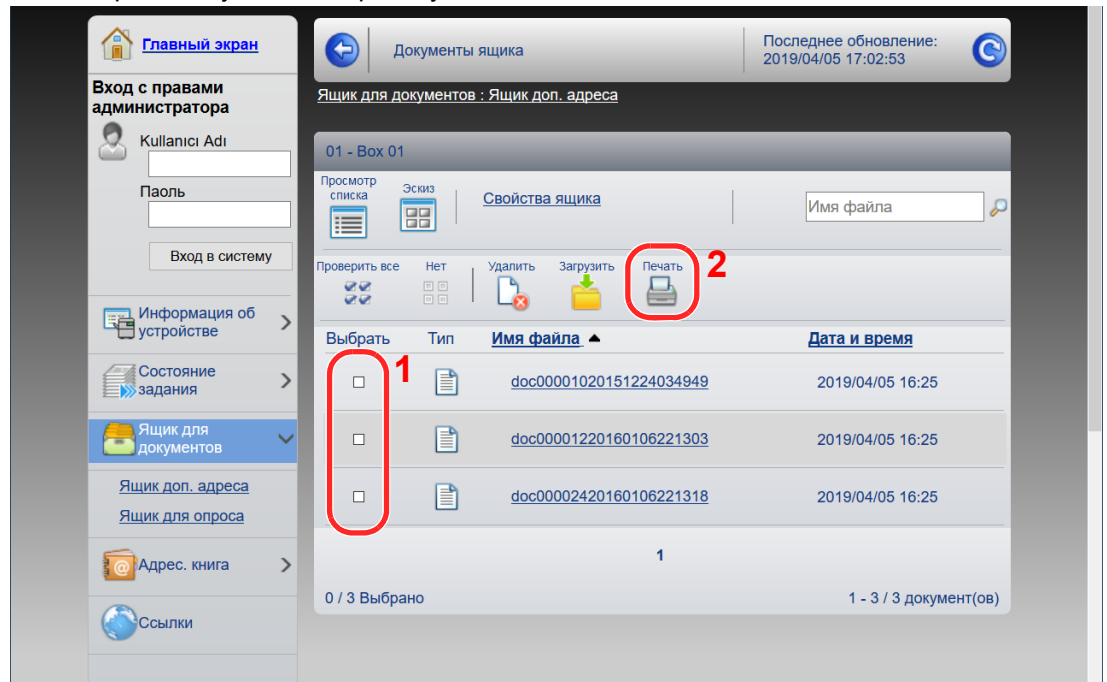 Главный экран
Вход с правами
администратора
Kullanıcı Adı
Паоль
Вход в систему
Информация об
устройстве
Состояние
задания
Ящик для
документов
Ящик доп. адреса
Ящик для опроса
Адрес. книга
Ссылки
Документы ящика
Последнее обновление:
2019/04/05 17:02:53
Ящик для документов : Ящик доп. адреса
01 - Box 01
Просмотр
списка
Эскиз
Свойства ящика
Имя файла
Проверить все
Нет
Удалить
Загрузить
Печать
2
Выбрать Тип Имя файла Дата и время
1
doc00001020151224034949 2019/04/05 16:25
doc00001220160106221303 2019/04/05 16:25
doc00002420160106221318 2019/04/05 16:25
1
0 / 3 Выбрано 1 - 3 / 3 документ(ов)